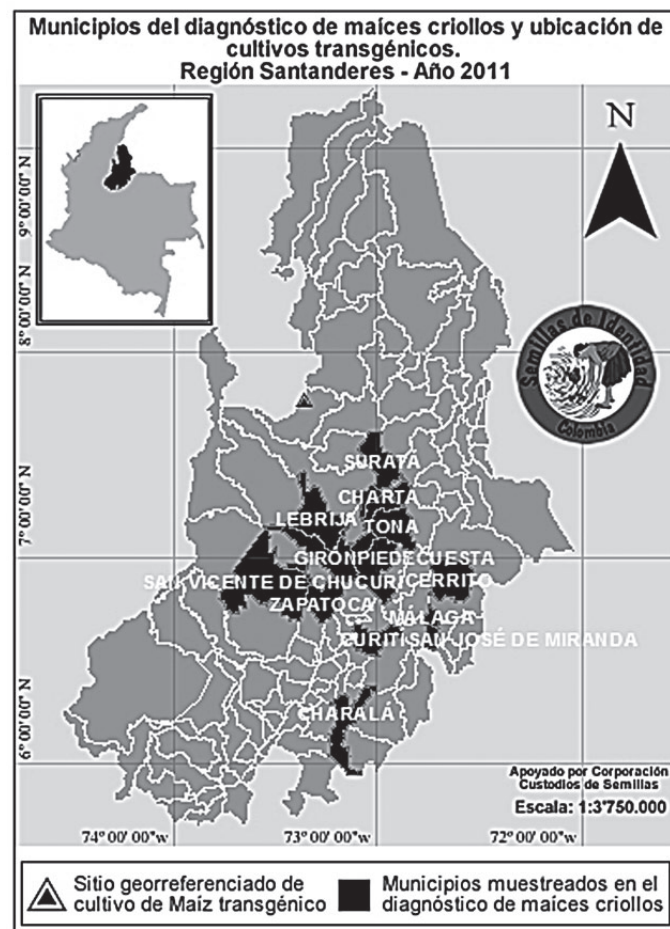 Municipios del diagnóstico de maíces criollos y ubicación de
cultivos transgénicos.
Región Santanderes - Año 2011
N
9° 00' 00" N
8° 00' 00" N
7° 00' 00" N
6° 00' 00" N
Semillas de Identidad
Colombia
SURATA
CHARTA
LEBRIJA
TONA
GIRÓN
PIEDECUESTA
SAN VICENTE DE CHUCURÍ
CERRITO
ZAPATOCA
MÁLAGA
CURITÍ
SAN JOSÉ DE MIRANDA
CHARALÁ
Apoyado por Corporación
Custodios de Semillas
Escala: 1:3'750.000
74° 00' 00"w
73° 00' 00"w
72° 00' 00"w
Sitio georreferenciado de
cultivo de Maíz transgénico
Municipios muestreados en el
diagnóstico de maíces criollos